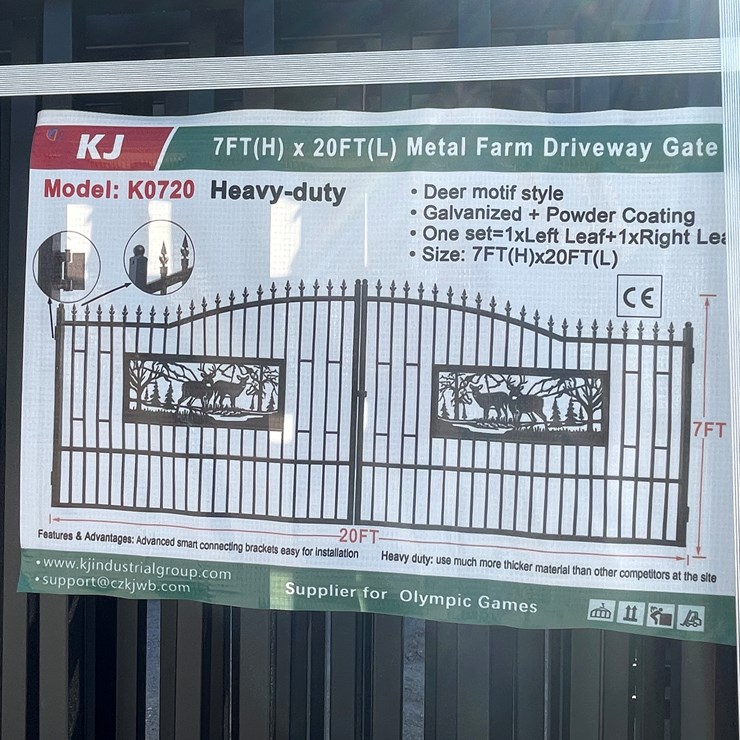 KJ
7FT(H) x 20FT(L) Metal Farm Driveway Gate
Model: K0720 Heavy-duty
• Deer motif style
• Galvanized + Powder Coating
• One set=1xLeft Leaf+1xRight Lea
• Size: 7FT(H)x20FT(L)
CE
7FT
20FT
Features & Advantages: Advanced smart connecting brackets easy for installation
Heavy duty: use much more thicker material than other competitors at the site
• www.kjindustrialgroup.com
• support@czkjwb.com
Supplier for Olympic Games